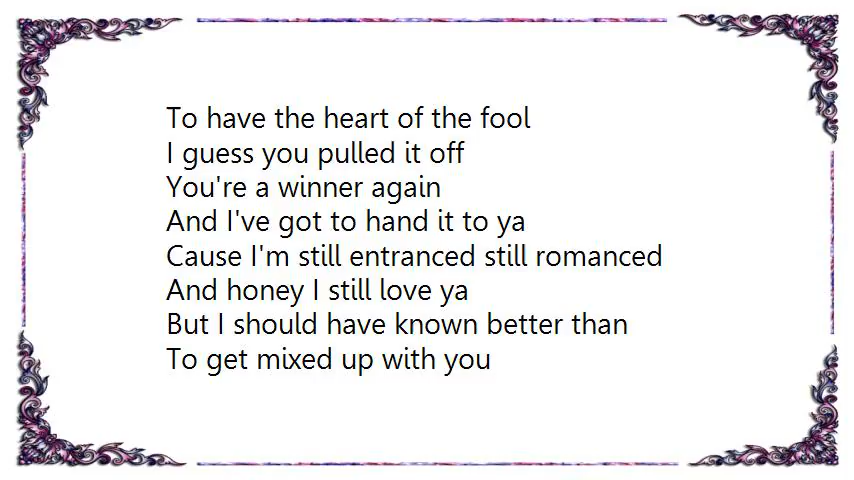 To have the heart of the fool
I guess you pulled it off
You're a winner again
And I've got to hand it to ya
Cause I'm still entranced still romanced
And honey I still love ya
But I should have known better than
To get mixed up with you